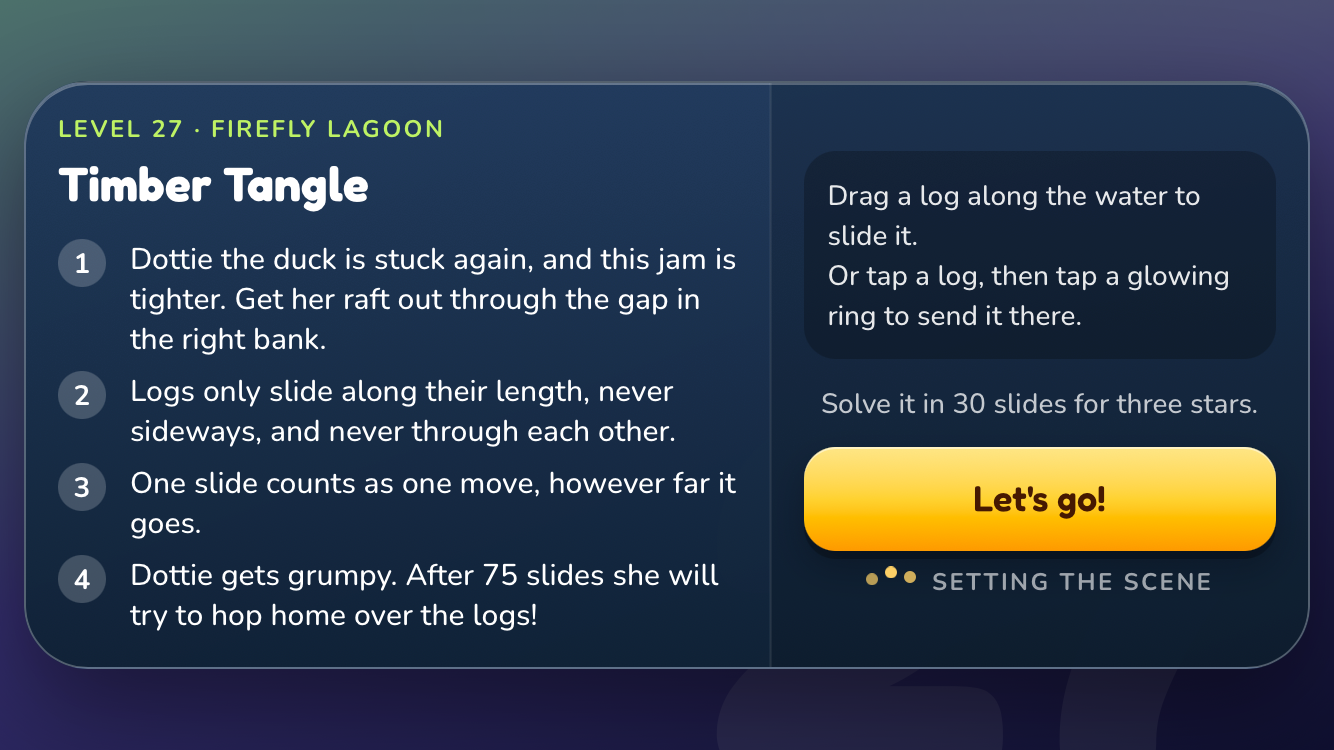 LEVEL 27 · FIREFLY LAGOON
Timber Tangle
1 Dottie the duck is stuck again, and this jam is
tighter. Get her raft out through the gap in
the right bank.
2 Logs only slide along their length, never
sideways, and never through each other.
3 One slide counts as one move, however far it
goes.
4 Dottie gets grumpy. After 75 slides she will
try to hop home over the logs!
Drag a log along the water to
slide it.
Or tap a log, then tap a glowing
ring to send it there.
Solve it in 30 slides for three stars.
Let's go!
SETTING THE SCENE